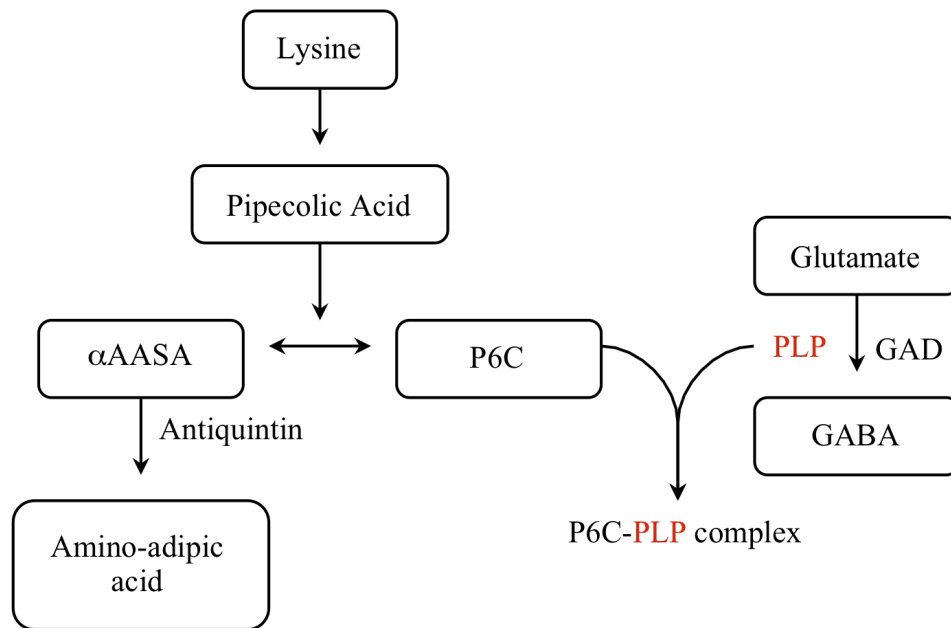 Lysine
Pipecolic Acid
Glutamate
αAASA
P6C
PLP
GAD
Antiquintin
GABA
Amino-adipic
acid
P6C-PLP complex